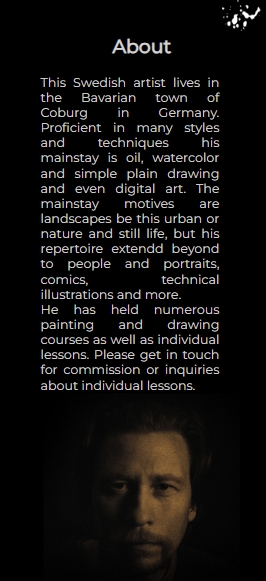 About
This Swedish artist lives in
the Bavarian town of
Coburg in Germany.
Proficient in many styles
and techniques his
mainstay is oil, watercolor
and simple plain drawing
and even digital art. The
mainstay motives are
landscapes be this urban or
nature and still life, but his
repertoire extendd beyond
to people and portraits,
comics, technical
illustrations and more.
He has held numerous
painting and drawing
courses as well as individual
lessons. Please get in touch
for commission or inquiries
about individual lessons.